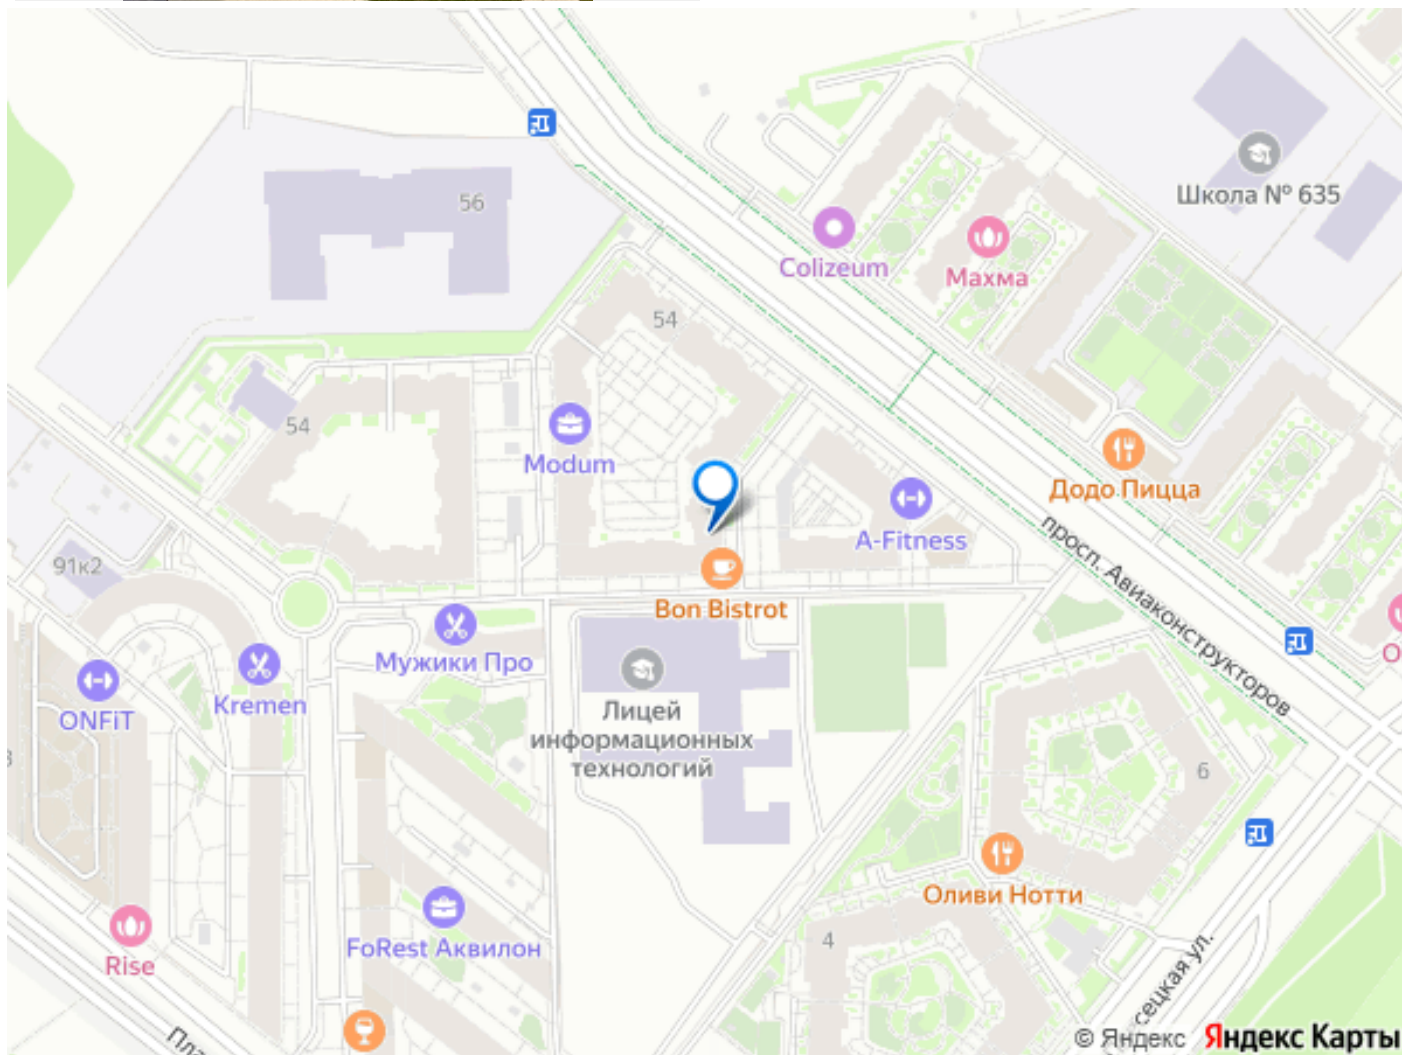 56
Школа № 635
Colizeum
Махма
54
54
Modum
Додо Пицца
A-Fitness
просп. Авиаконструкторов
91к2
Bon Bistrot
Мужики Про
Kremen
ONFiT
Лицей
информационных
технологий
6
Оливи Нотти
4
FoRest Аквилон
Rise
сецкая ул.
Пла
О
© Яндекс Яндекс Карты